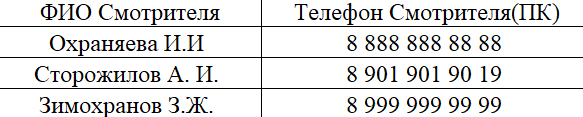 ФИО Смотрителя Телефон Смотрителя(ПК)
Охраняева И.И 8 888 888 88 88
Сторожилов А. И. 8 901 901 90 19
Зимохранов З.Ж. 8 999 999 99 99